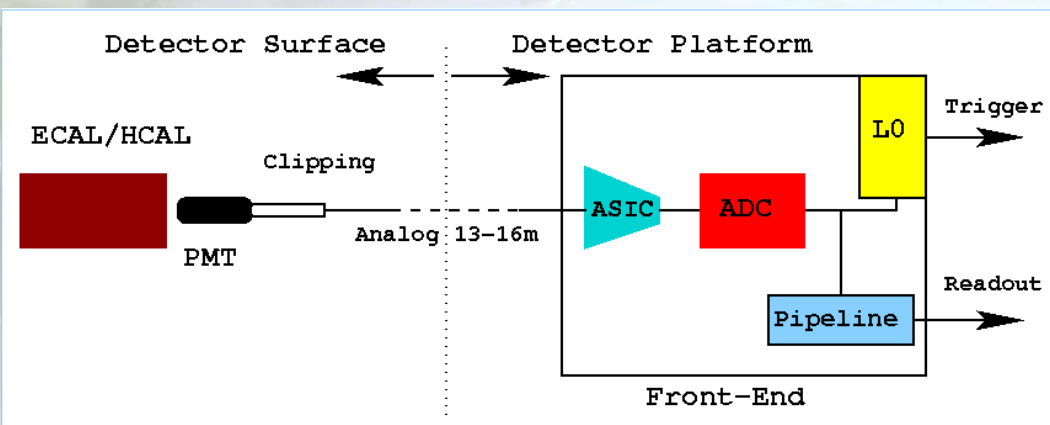 Detector Surface
Detector Platform
ECAL/HCAL
Clipping
PMT
Analog 13-16m
ASIC
ADC
L0
Trigger
Pipeline
Readout
Front-End